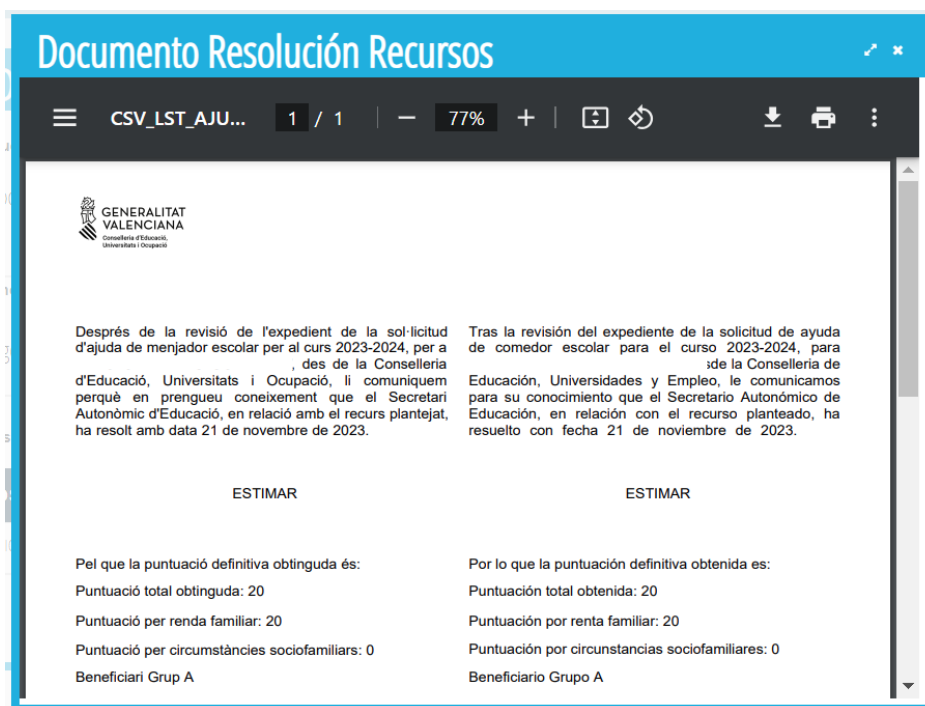 Documento Resolución Recursos
CSV_LST_AJU... 1 / 1 77%
GENERALITAT
VALENCIANA
Conselleria d'Educació,
Universitats i Ocupació
Després de la revisió de l'expedient de la sol·licitud
d'ajuda de menjador escolar per al curs 2023-2024, per a
, des de la Conselleria
d'Educació, Universitats i Ocupació, li comuniquem
perquè en prengueu coneixement que el Secretari
Autonòmic d'Educació, en relació amb el recurs plantejat,
ha resolt amb data 21 de novembre de 2023.
ESTIMAR
Pel que la puntuació definitiva obtinguda és:
Puntuació total obtinguda: 20
Puntuació per renda familiar: 20
Puntuació per circumstàncies sociofamiliars: 0
Beneficiari Grup A
Tras la revisión del expediente de la solicitud de ayuda
de comedor escolar para el curso 2023-2024, para
de la Conselleria de
Educación, Universidades y Empleo, le comunicamos
para su conocimiento que el Secretario Autonómico de
Educación, en relación con el recurso planteado, ha
resuelto con fecha 21 de noviembre de 2023.
ESTIMAR
Por lo que la puntuación definitiva obtenida es:
Puntuación total obtenida: 20
Puntuación por renta familiar: 20
Puntuación por circunstancias sociofamiliares: 0
Beneficiario Grupo A